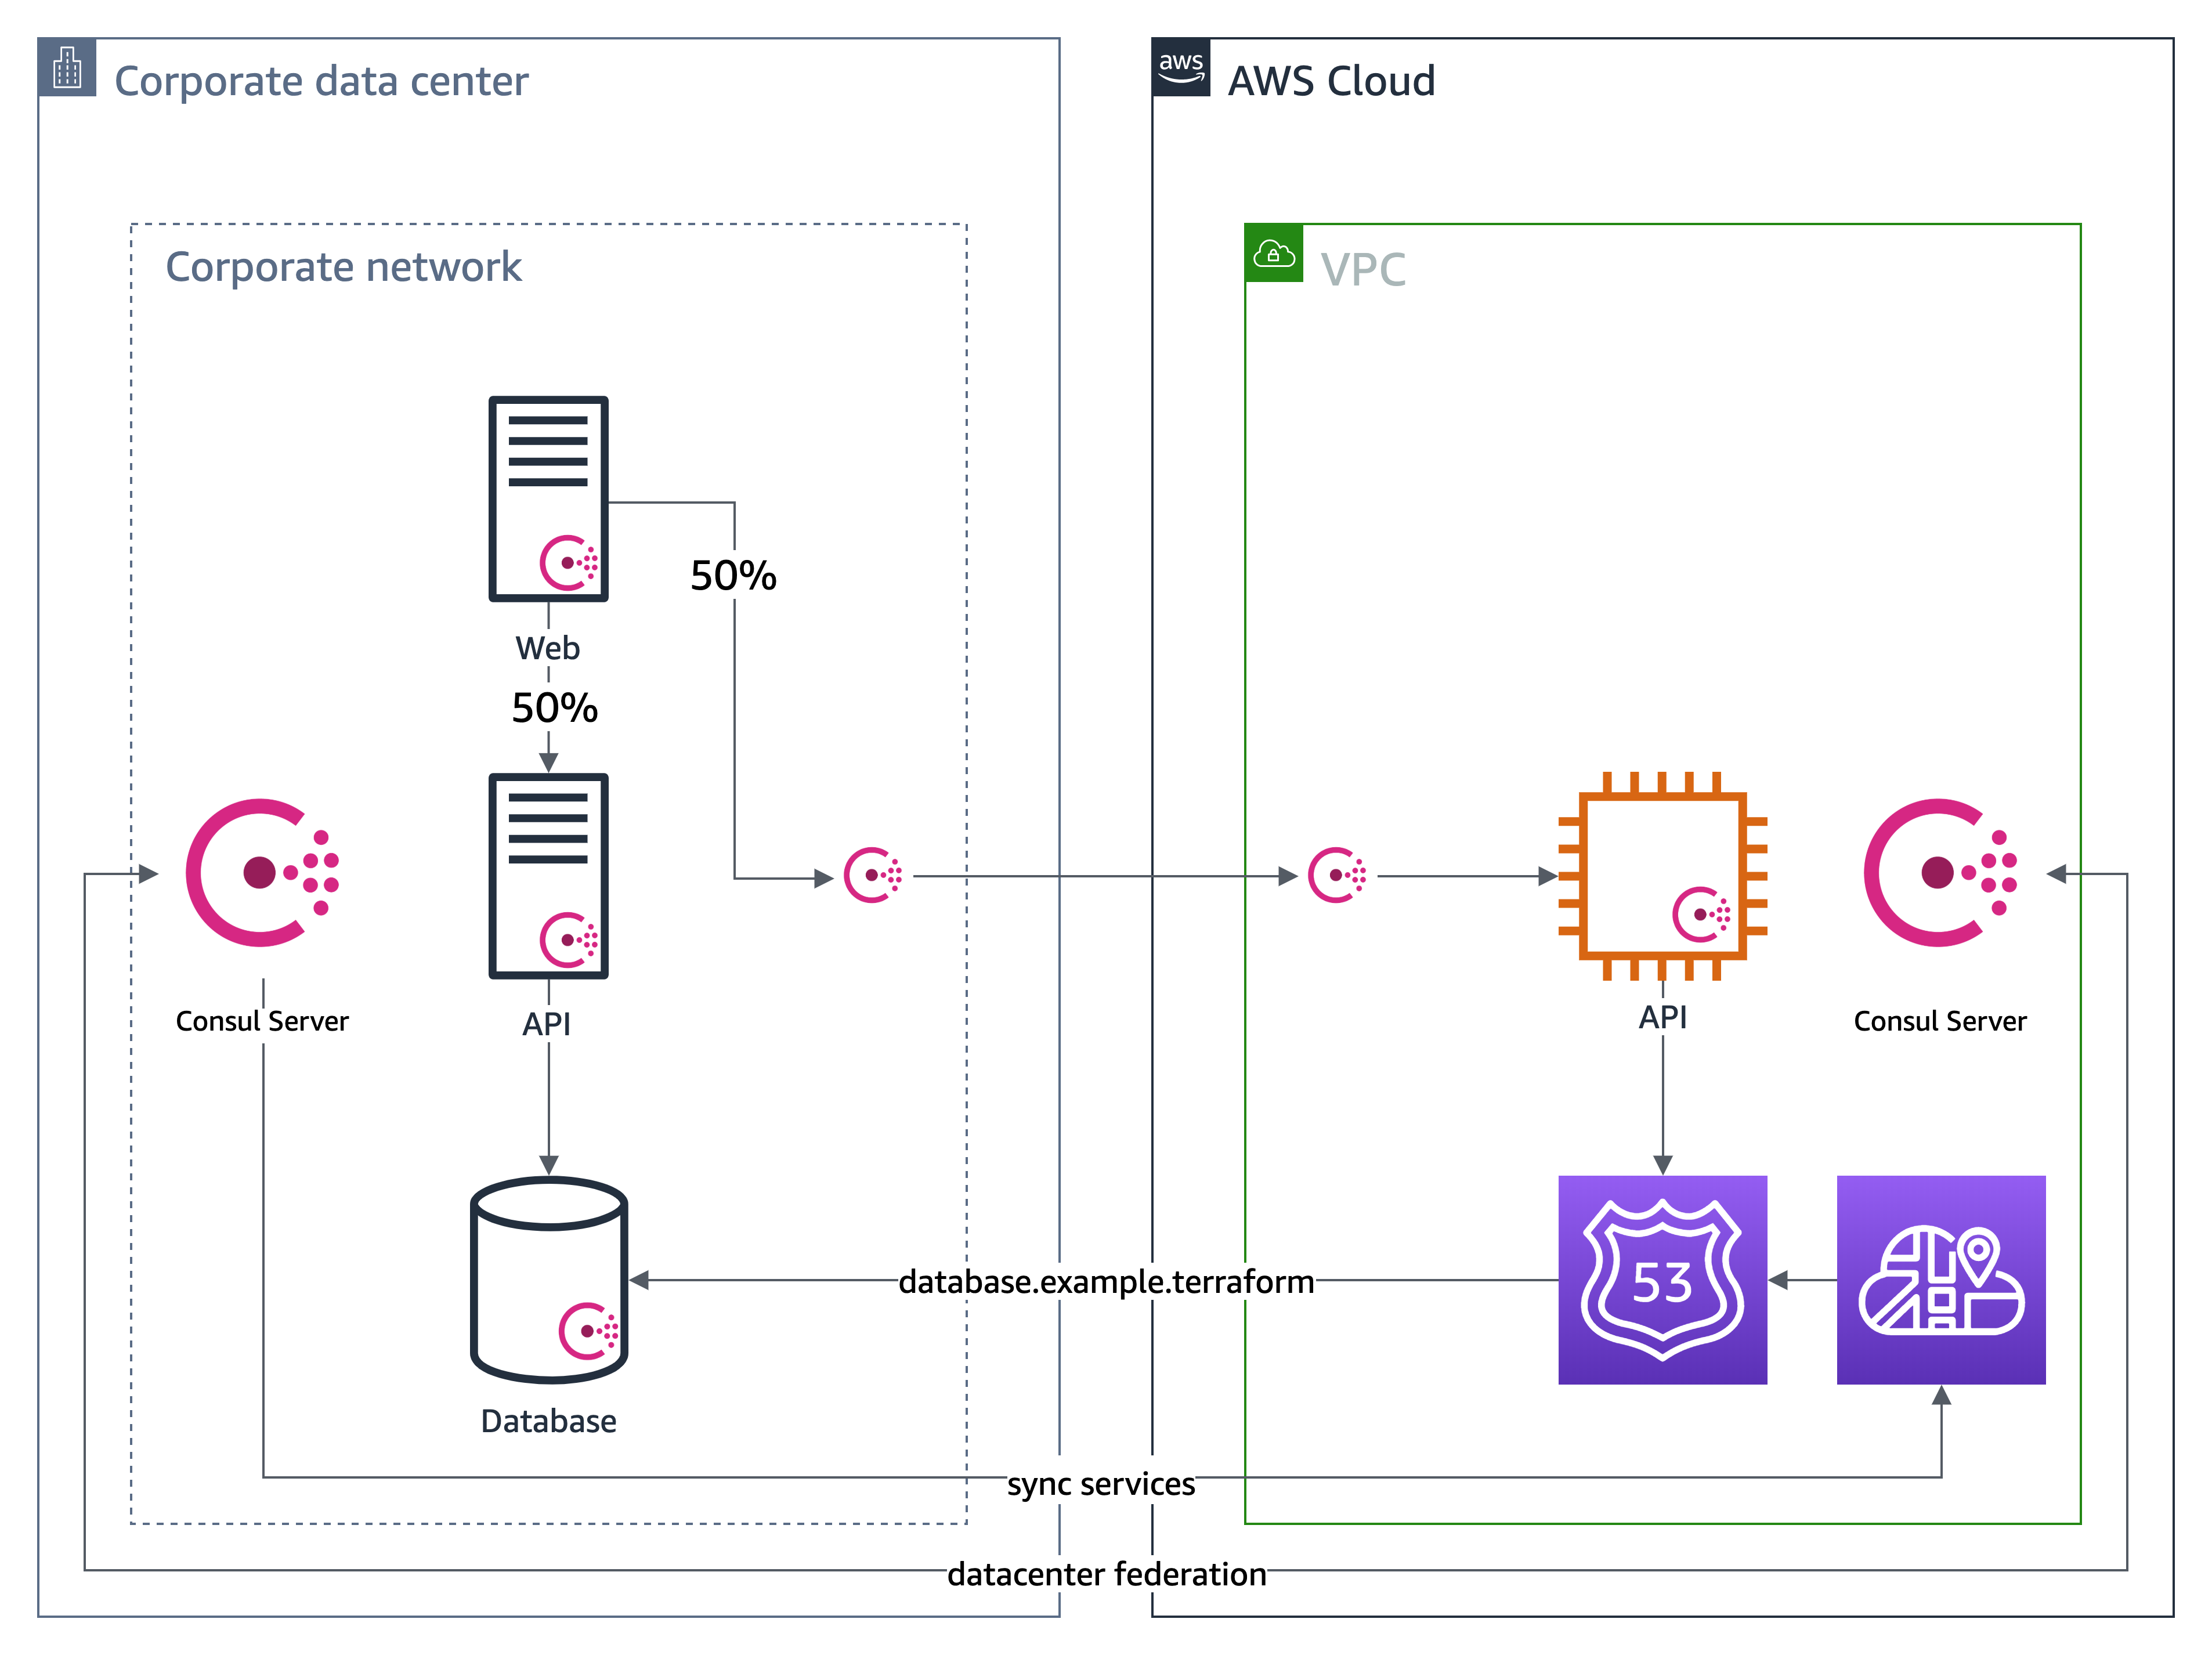 Corporate data center
aws
AWS Cloud
Corporate network
VPC
50%
Web
50%
Consul Server
API
API
Consul Server
database.example.terraform
53
Database
sync services
datacenter federation